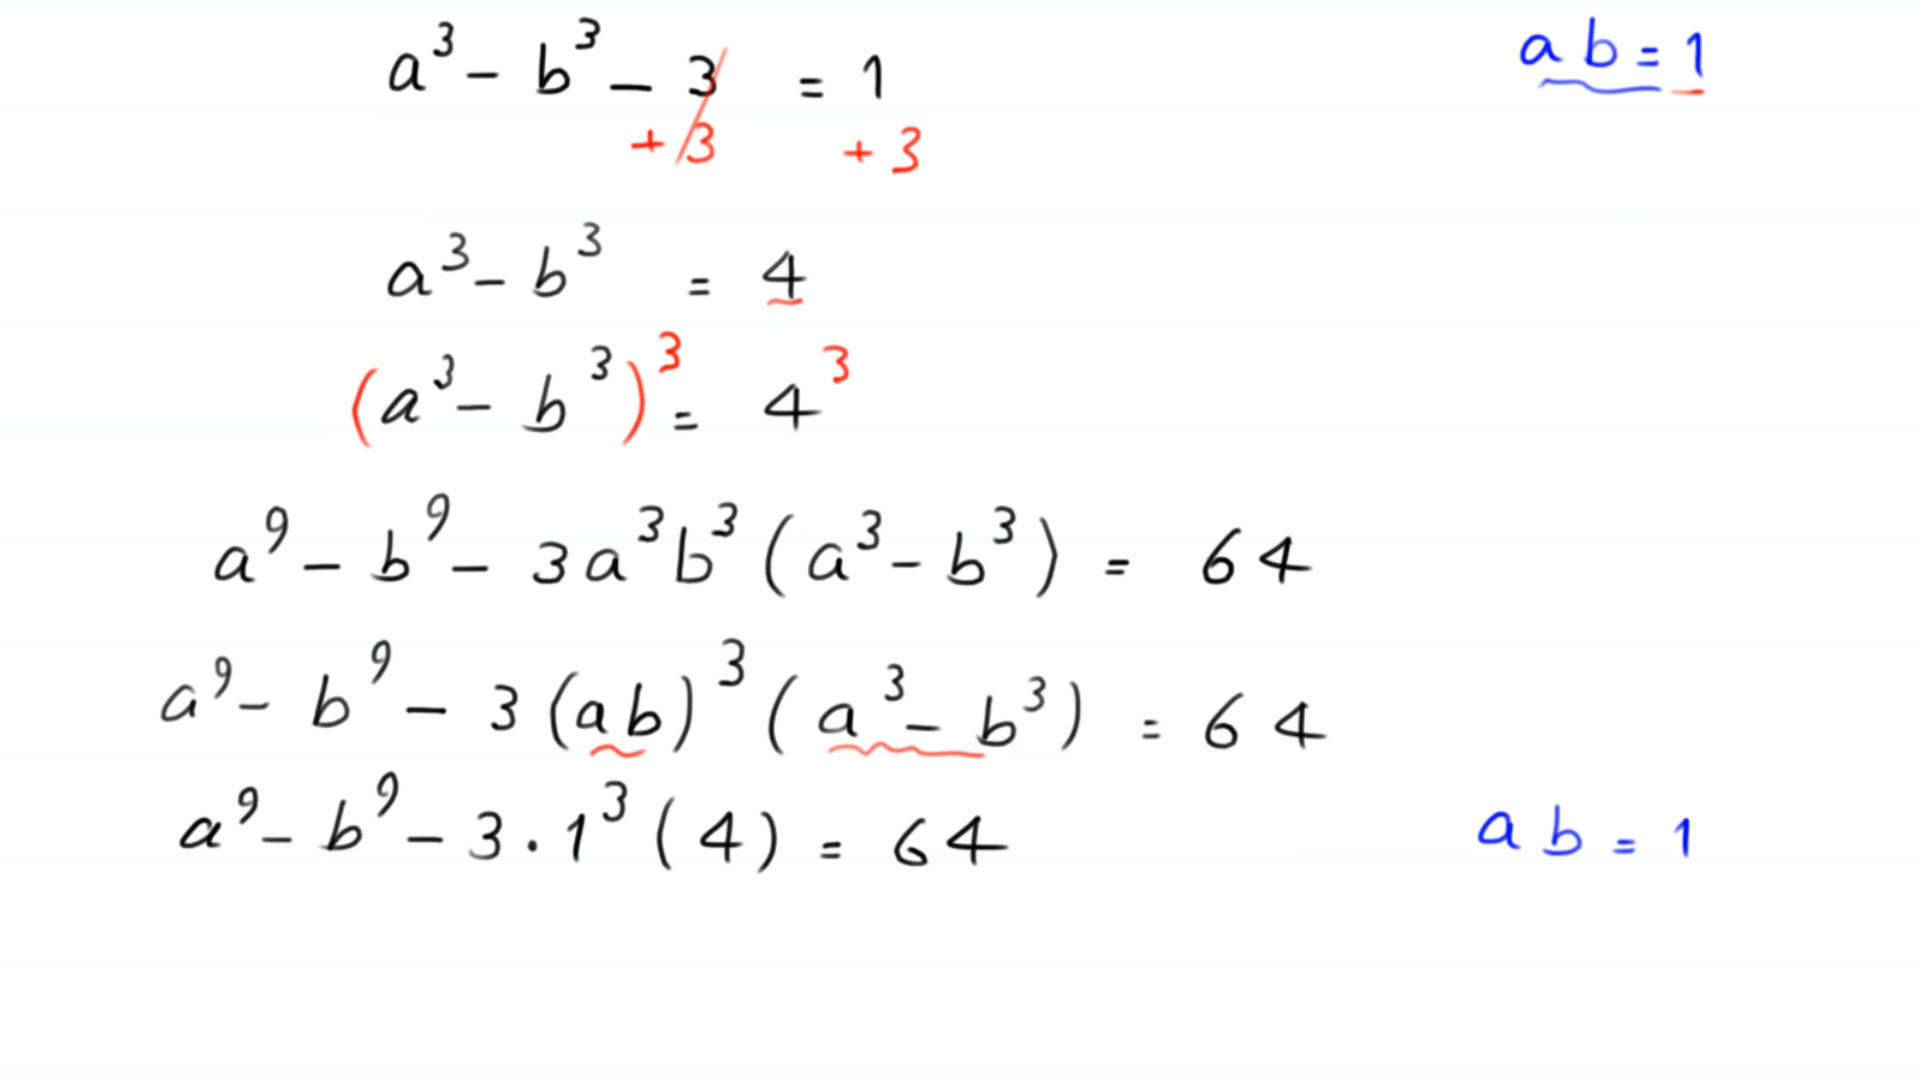 a³ - b³ - 3 = 1
ab = 1
+ 3 + 3
a³ - b³ = 4
(a³ - b³)³ = 4³
a⁹ - b⁹ - 3a³b³(a³ - b³) = 64
a⁹ - b⁹ - 3(ab)³(a³ - b³) = 64
a⁹ - b⁹ - 3 · 1³(4) = 64
ab = 1